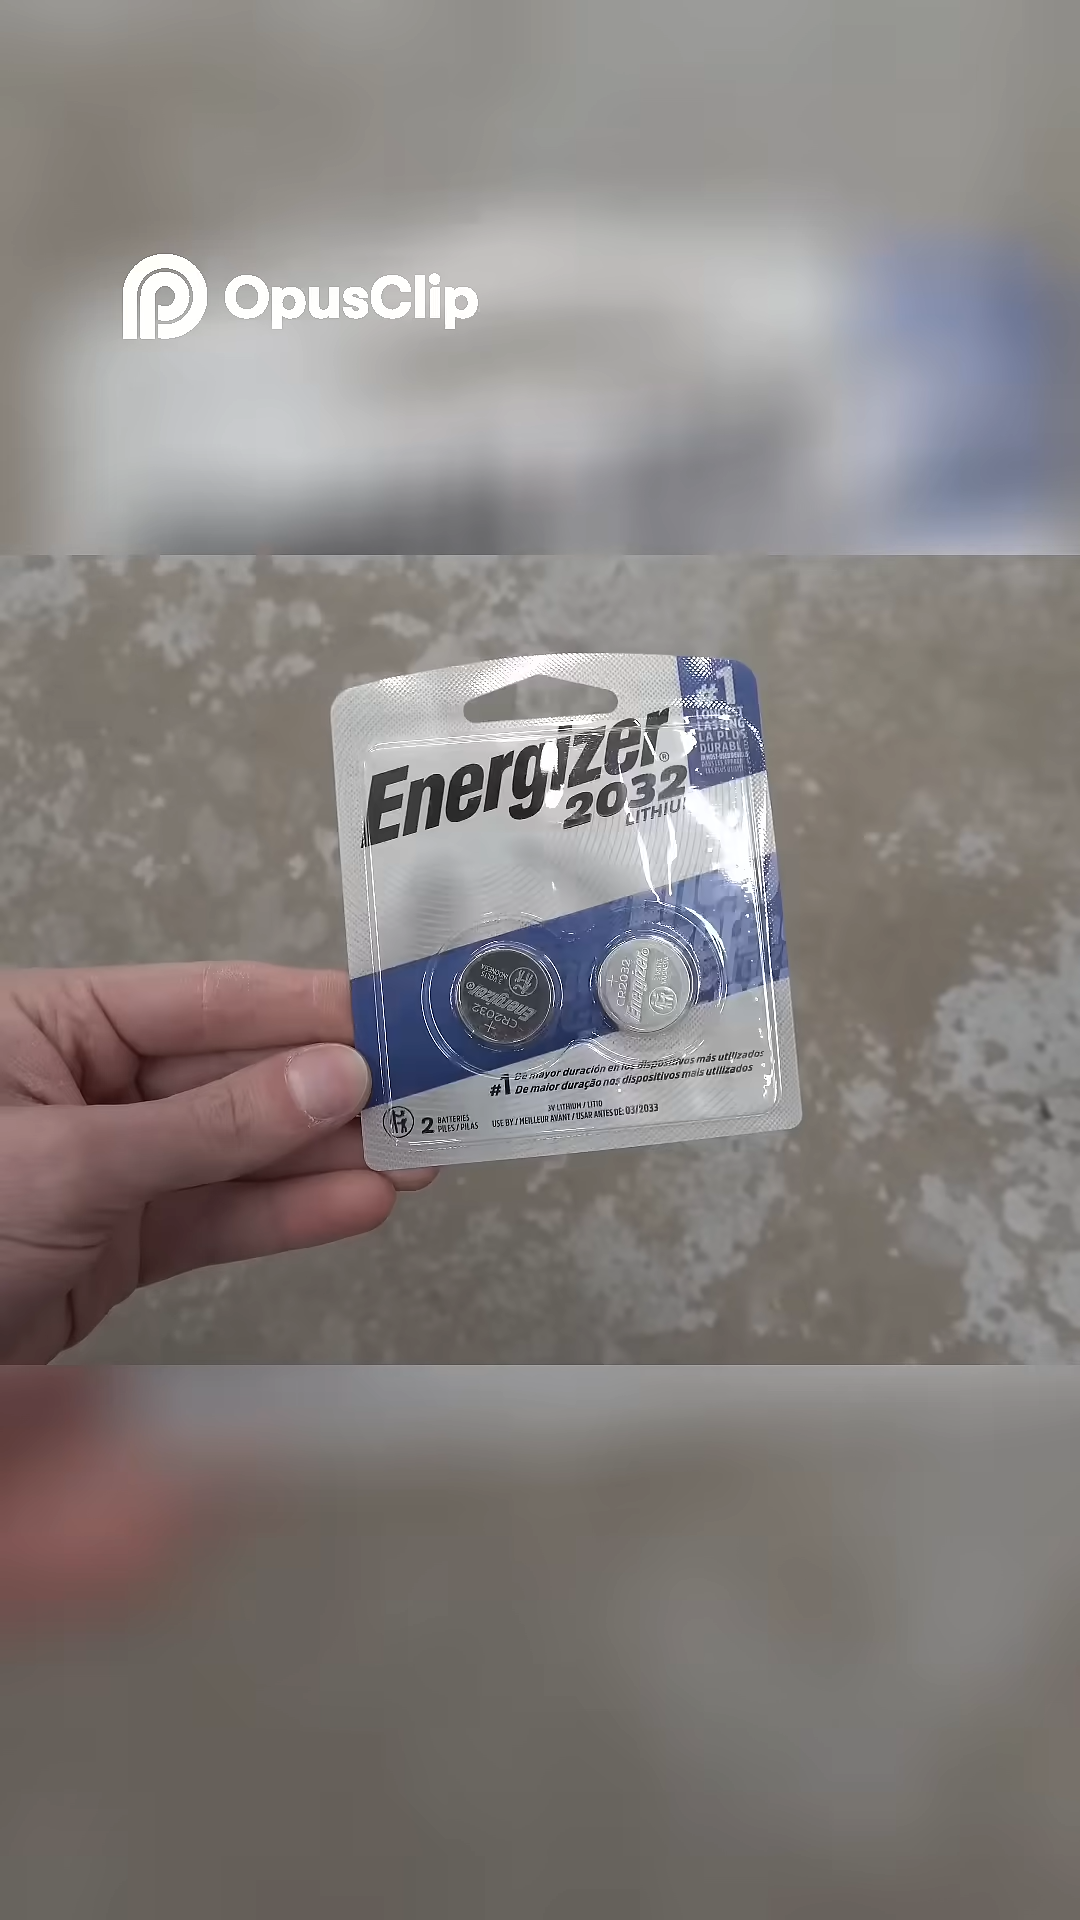 OpusClip
#1
LONGEST
LASTING
LA PLUS
DURABLE
Energizer®
2032
LITHIU
CR2032
Energizer
INDONESIA
CR2032
Energizer
#1 De mayor duración en los dispositivos más utilizados
De maior duração nos dispositivos mais utilizados
3V LITHIUM / LITIO
USE BY / MEILLEUR AVANT / USAR ANTES DE: 03/2033
2 BATTERIES
PILES / PILAS